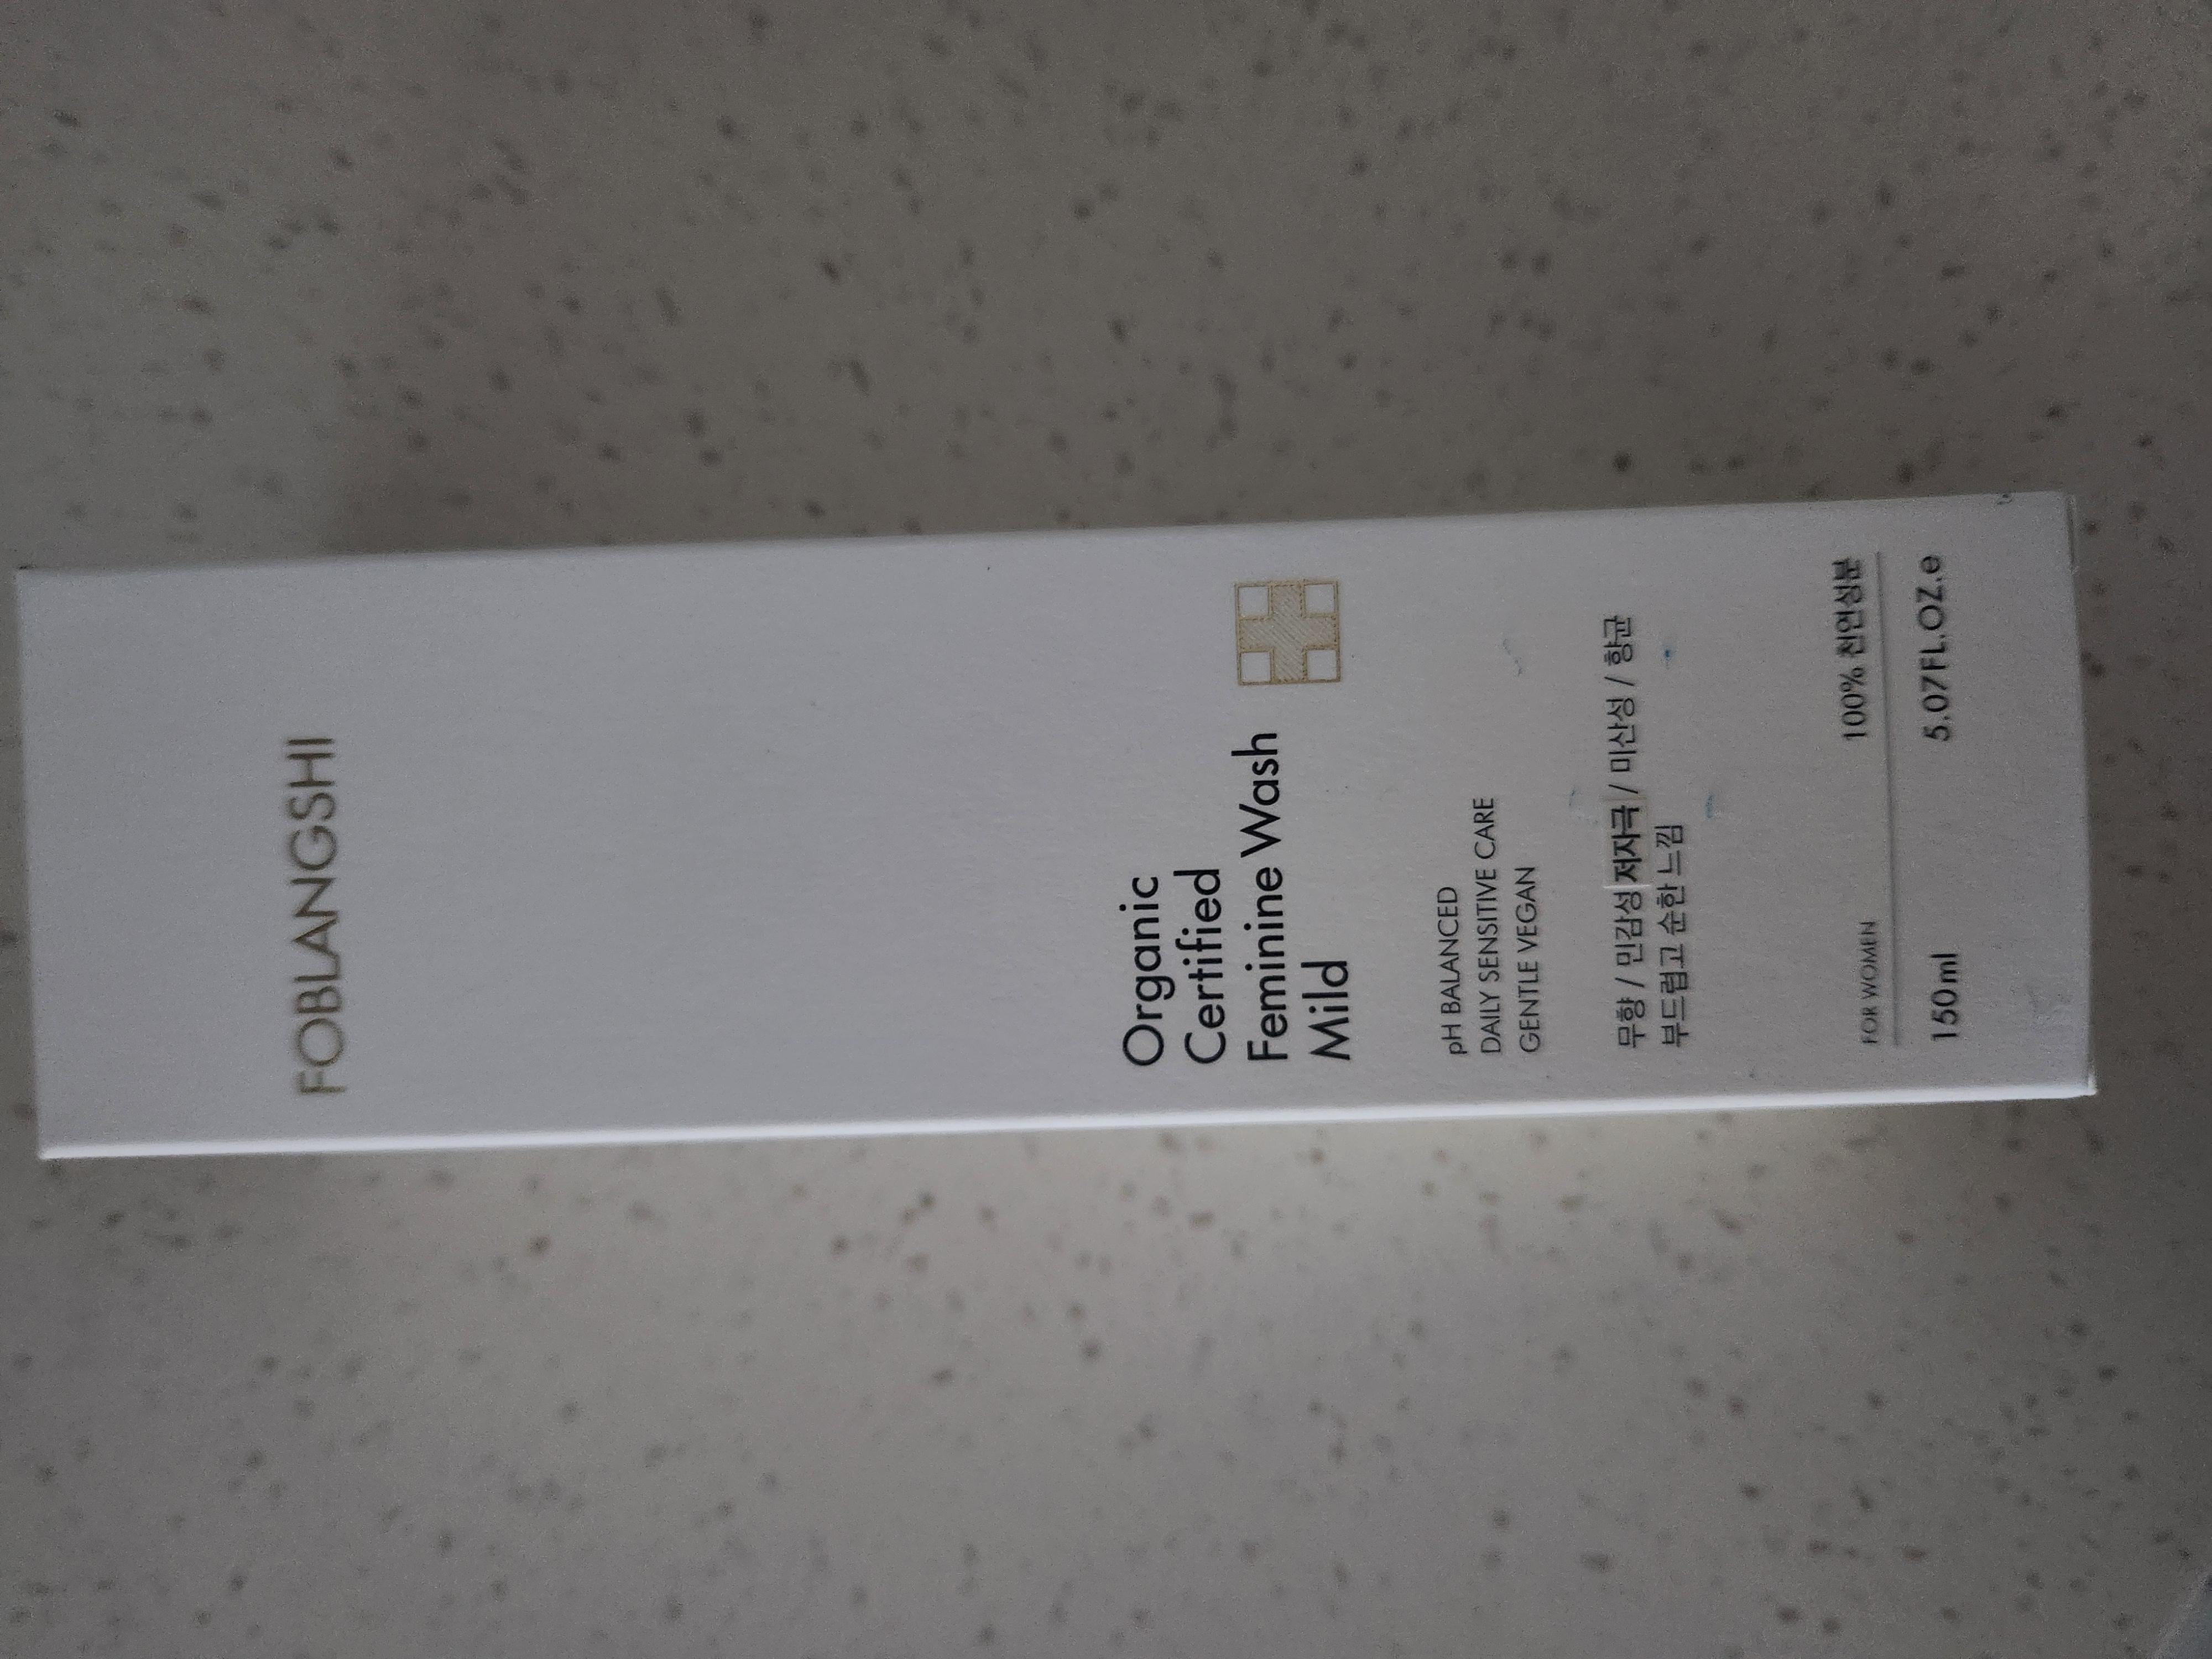 FOBLANGSHI
Organic
Certified
Feminine Wash
Mild
pH BALANCED
DAILY SENSITIVE CARE
GENTLE VEGAN
무향 / 민감성 저자극 / 미산성 / 향균
부드럽고 순한 느낌
FOR WOMEN 100% 천연성분
150ml 5.07FL.OZ.e